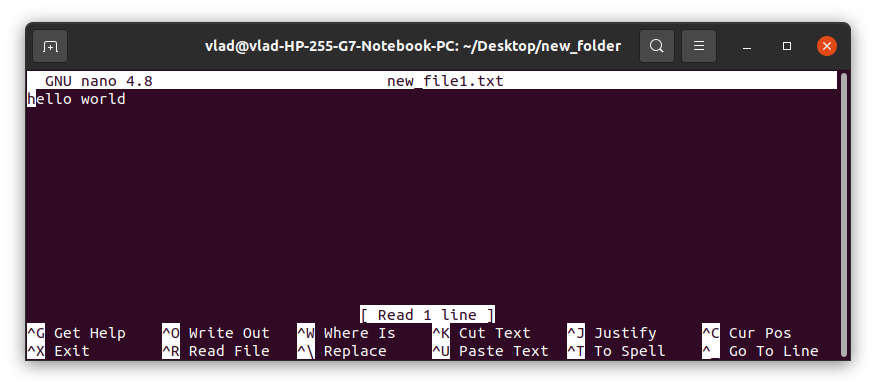 vlad@vlad-HP-255-G7-Notebook-PC: ~/Desktop/new_folder
GNU nano 4.8 new_file1.txt
hello world
[ Read 1 line ]
^G Get Help ^O Write Out ^W Where Is ^K Cut Text ^J Justify ^C Cur Pos
^X Exit ^R Read File ^\ Replace ^U Paste Text ^T To Spell ^_ Go To Line